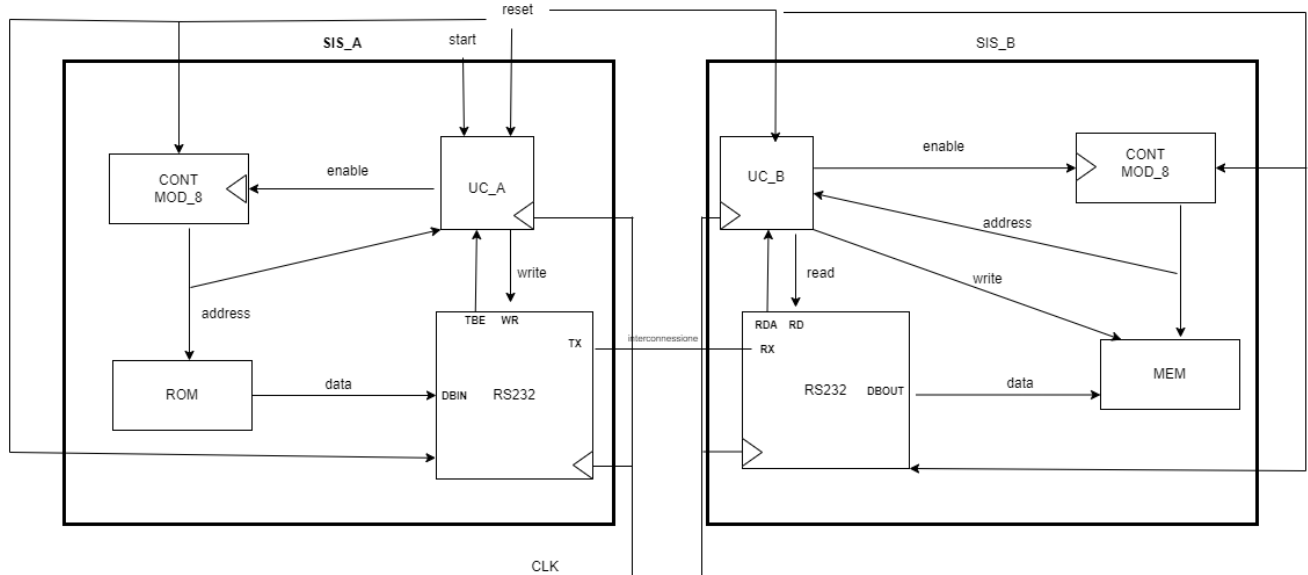 reset
start
SIS_A
SIS_B
CONT
MOD_8
enable
UC_A
UC_B
enable
CONT
MOD_8
address
write
read
write
address
TBE WR
TX
interconnessione
RDA RD
RX
ROM
data
DBIN
RS232
RS232
DBOUT
data
MEM
CLK